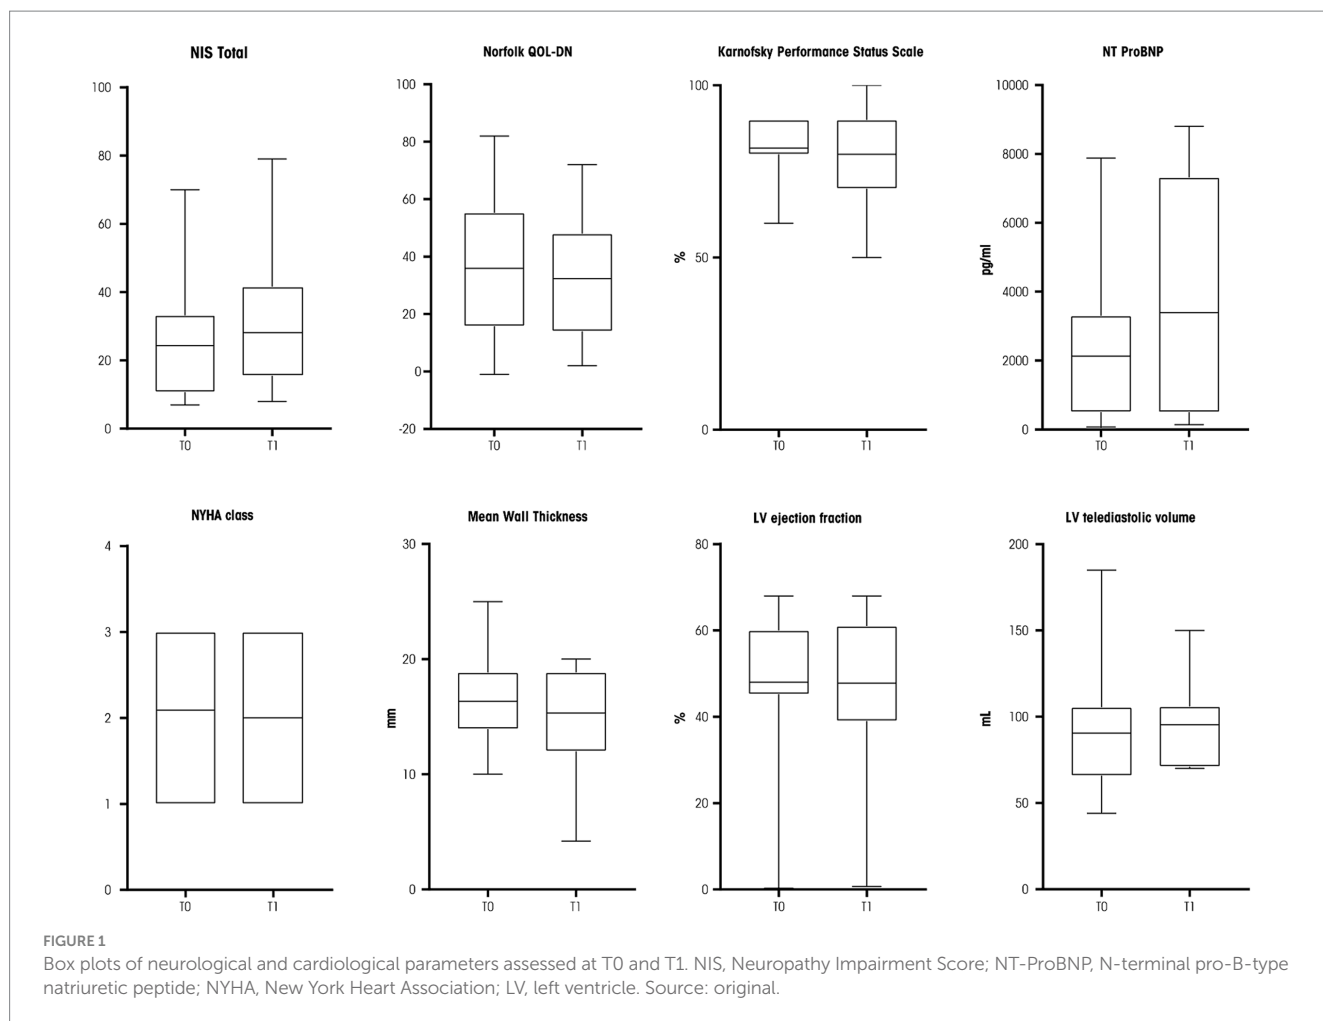 NIS Total
100
80
60
40
20
0
T0
T1
Norfolk QOL-DN
100
80
60
40
20
0
-20
T0
T1
Karnofsky Performance Status Scale
%
100
50
0
T0
T1
NT ProBNP
pg/ml
10000
8000
6000
4000
2000
0
T0
T1
NYHA class
4
3
2
1
0
T0
T1
Mean Wall Thickness
mm
30
20
10
0
T0
T1
LV ejection fraction
%
80
60
40
20
0
T0
T1
LV telediastolic volume
mL
200
150
100
50
0
T0
T1
FIGURE 1
Box plots of neurological and cardiological parameters assessed at T0 and T1. NIS, Neuropathy Impairment Score; NT-ProBNP, N-terminal pro-B-type
natriuretic peptide; NYHA, New York Heart Association; LV, left ventricle. Source: original.